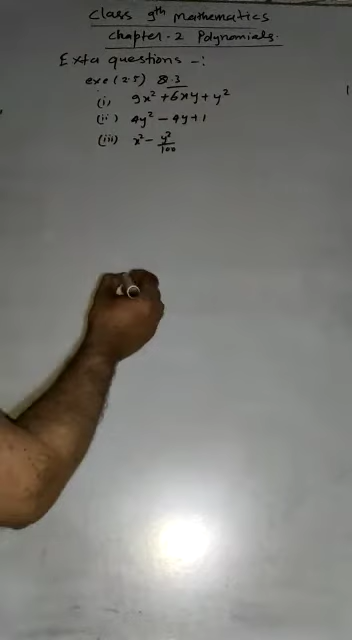 Class 9th Mathematics
Chapter-2 Polynomials.
Exta questions -:
exe (2.5) Q.3
(i) 9x² + 6xy + y²
(ii) 4y² - 4y + 1
(iii) x² - y²/100